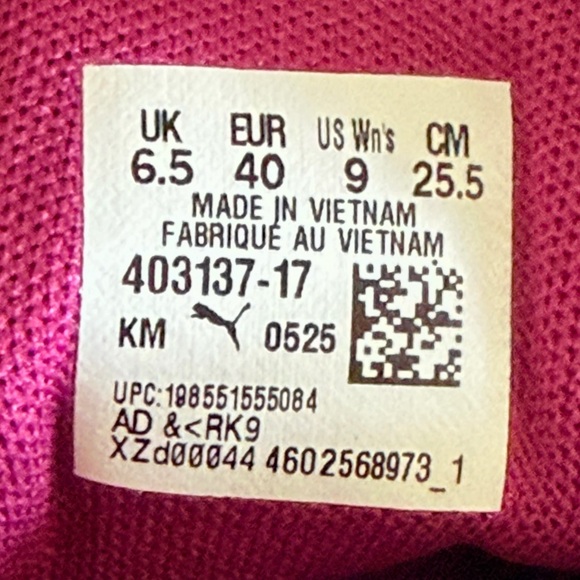 UK EUR US Wn's CM
6.5 40 9 25.5
MADE IN VIETNAM
FABRIQUÉ AU VIETNAM
403137-17
KM 0525
UPC:198551555084
AD &<RK9
XZd00044 4602568973_1